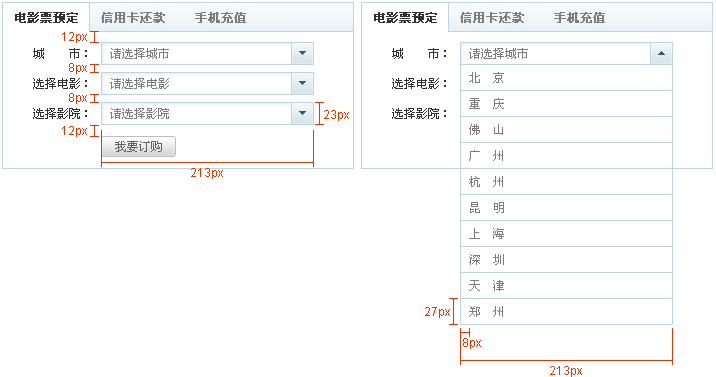 电影票预定 信用卡还款 手机充值
12px
城 市： 请选择城市
8px
选择电影： 请选择电影
8px
选择影院： 请选择影院
23px
12px
我要订购
213px
电影票预定 信用卡还款 手机充值
城 市： 请选择城市
选择电影：
选择影院：
北 京
重 庆
佛 山
广 州
杭 州
昆 明
上 海
深 圳
天 津
郑 州
27px
8px
213px